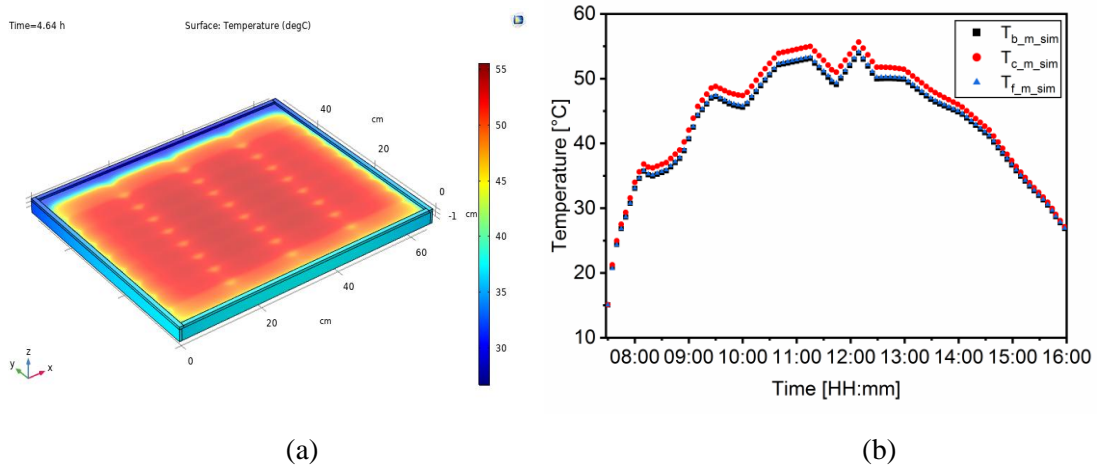 Time=4.64 h Surface: Temperature (degC)
55
50
45
40
35
30
40
cm
20
0
0
-1
cm
60
40
cm
20
0
y z x
Temperature [°C]
60
50
40
30
20
10
08:00 09:00 10:00 11:00 12:00 13:00 14:00 15:00 16:00
Time [HH:mm]
T_b_m_sim
T_c_m_sim
T_f_m_sim
(a) (b)